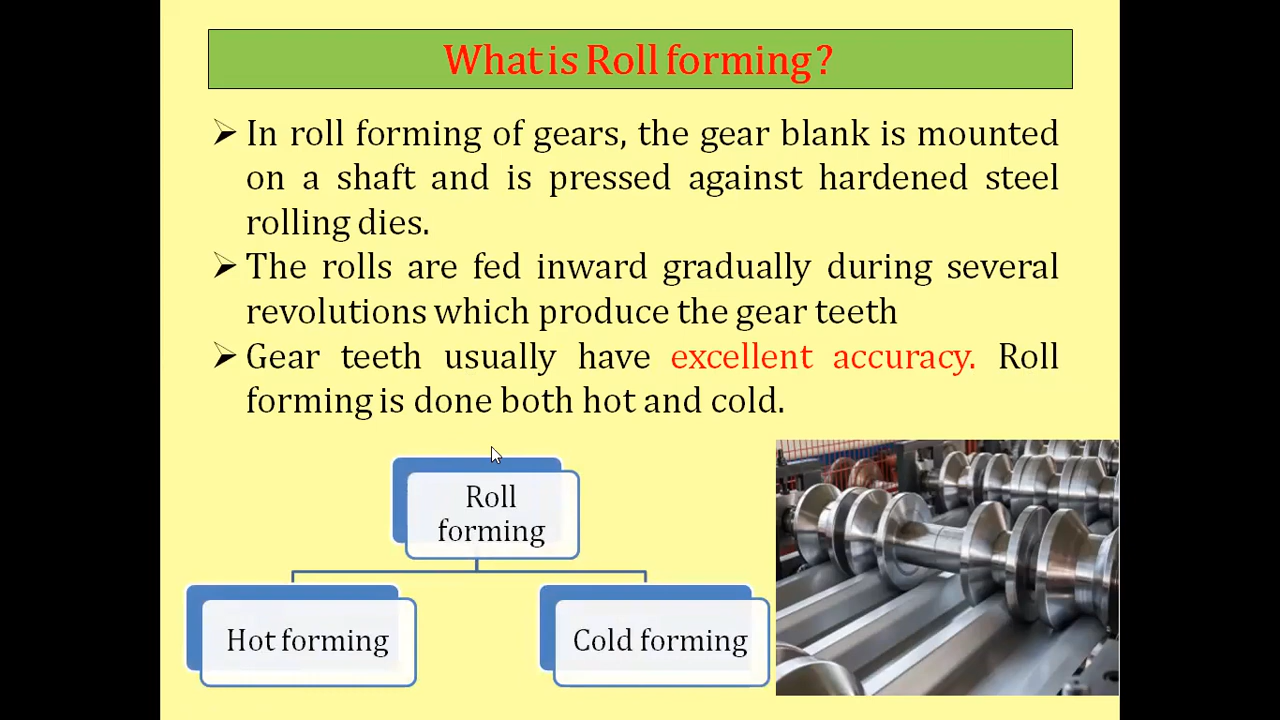 What is Roll forming?
In roll forming of gears, the gear blank is mounted
on a shaft and is pressed against hardened steel
rolling dies.
The rolls are fed inward gradually during several
revolutions which produce the gear teeth
Gear teeth usually have excellent accuracy. Roll
forming is done both hot and cold.
Roll
forming
Hot forming
Cold forming